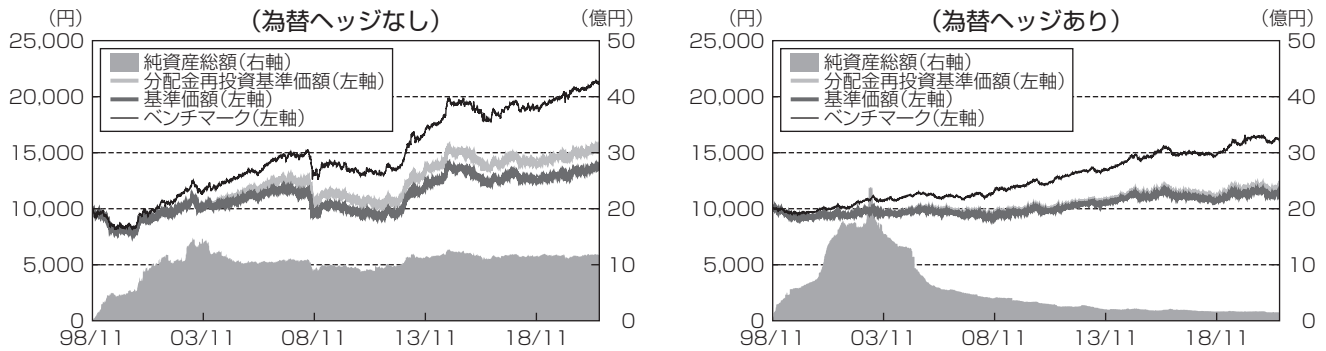 （為替ヘッジなし）
（円）
（億円）
純資産総額（右軸）
分配金再投資基準価額（左軸）
基準価額（左軸）
ベンチマーク（左軸）
25,000
20,000
15,000
10,000
5,000
0
50
40
30
20
10
0
98/11
03/11
08/11
13/11
18/11
（為替ヘッジあり）
（円）
（億円）
純資産総額（右軸）
分配金再投資基準価額（左軸）
基準価額（左軸）
ベンチマーク（左軸）
25,000
20,000
15,000
10,000
5,000
0
50
40
30
20
10
0
98/11
03/11
08/11
13/11
18/11